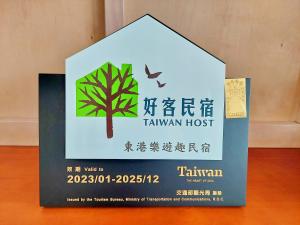 好客民宿
TAIWAN HOST
東港樂遊趣民宿
效期 Valid to
2023/01-2025/12
Taiwan
THE HEART OF ASIA
交通部觀光局 製發
Issued by the Tourism Bureau, Ministry of Transportation and Communications, R.O.C.